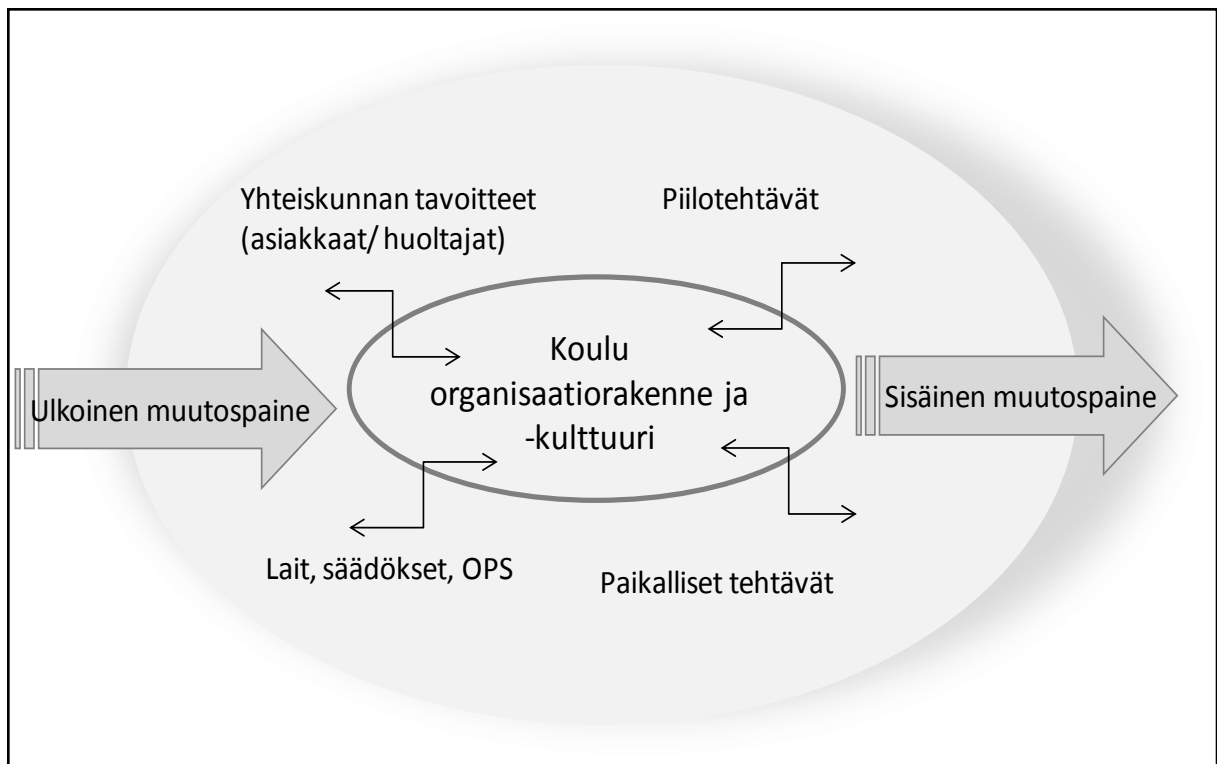 Yhteiskunnan tavoitteet
(asiakkaat/ huoltajat)
Piilotehtävät
Ulkoinen muutospaine
Koulu
organisaatiorakenne ja
-kulttuuri
Sisäinen muutospaine
Lait, säädökset, OPS
Paikalliset tehtävät